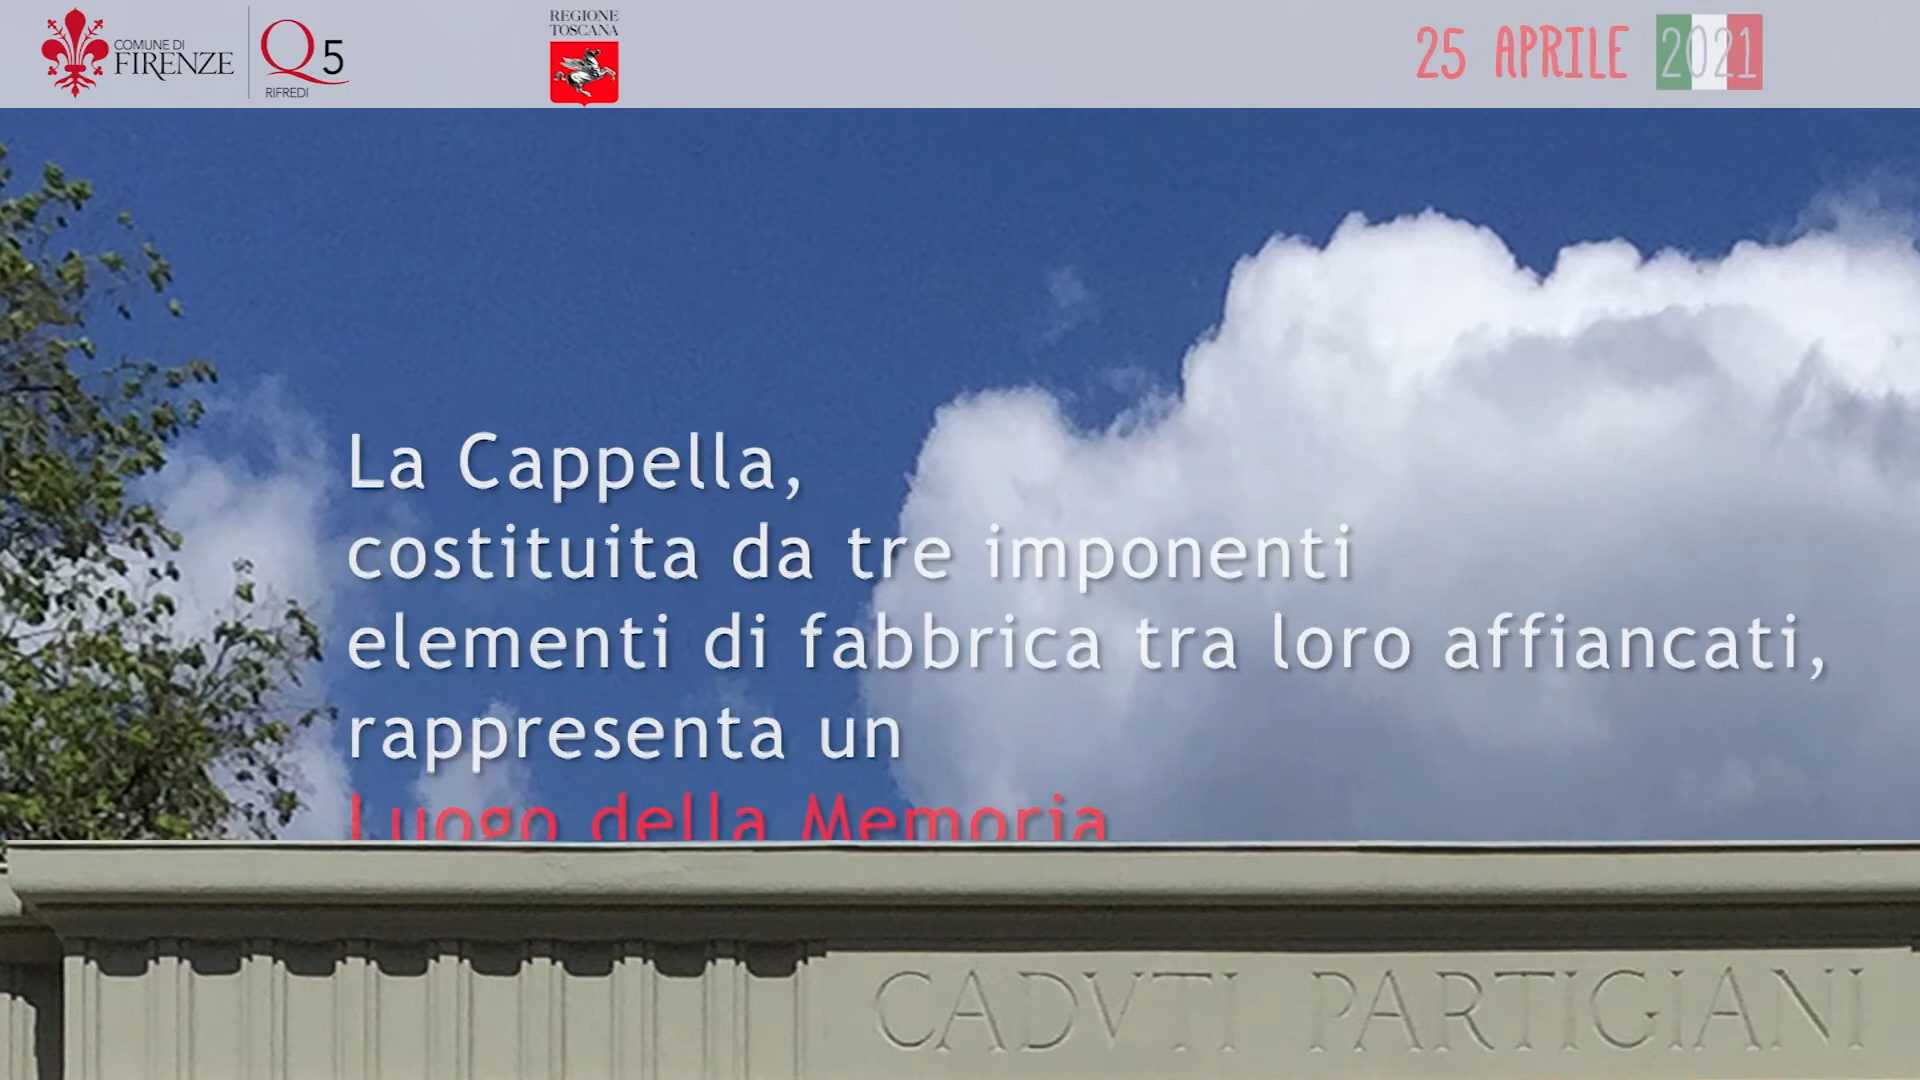 COMUNE DI
FIRENZE
Q5
RIFREDI
REGIONE
TOSCANA
25 APRILE 2021
La Cappella,
costituita da tre imponenti
elementi di fabbrica tra loro affiancati,
rappresenta un
Luogo della Memoria
CADVTI PARTIGIANI